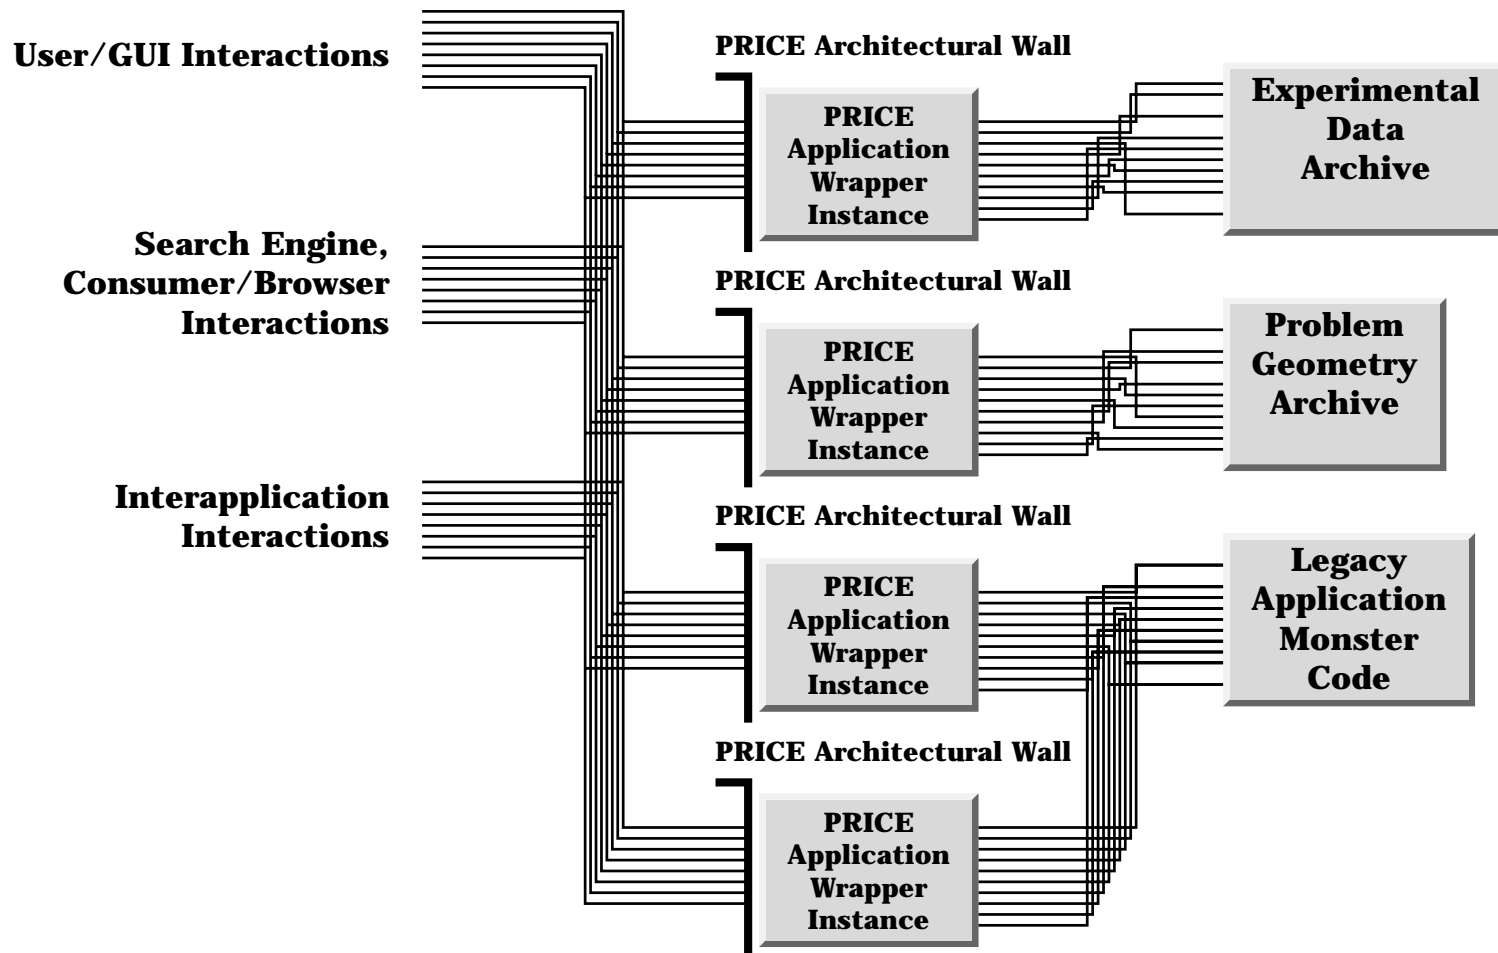 User/GUI Interactions
Search Engine,
Consumer/Browser
Interactions
Interapplication
Interactions
PRICE Architectural Wall
PRICE
Application
Wrapper
Instance
Experimental
Data
Archive
PRICE Architectural Wall
PRICE
Application
Wrapper
Instance
Problem
Geometry
Archive
PRICE Architectural Wall
PRICE
Application
Wrapper
Instance
Legacy
Application
Monster
Code
PRICE Architectural Wall
PRICE
Application
Wrapper
Instance